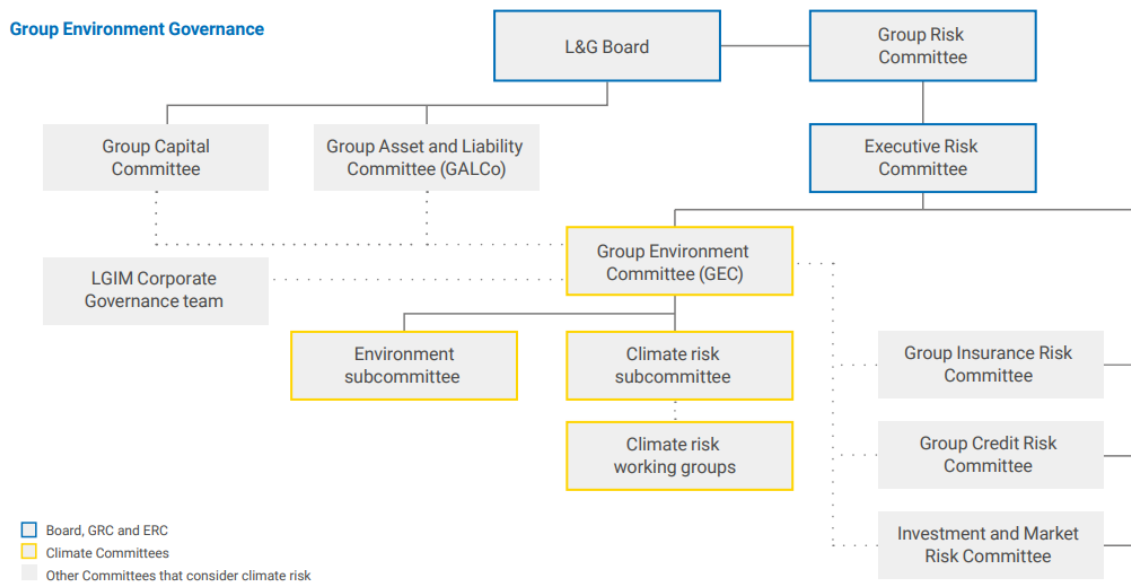 Group Environment Governance
L&G Board
Group Risk
Committee
Group Capital
Committee
Group Asset and Liability
Committee (GALCo)
Executive Risk
Committee
LGIM Corporate
Governance team
Group Environment
Committee (GEC)
Environment
subcommittee
Climate risk
subcommittee
Group Insurance Risk
Committee
Climate risk
working groups
Group Credit Risk
Committee
Investment and Market
Risk Committee
Board, GRC and ERC
Climate Committees
Other Committees that consider climate risk